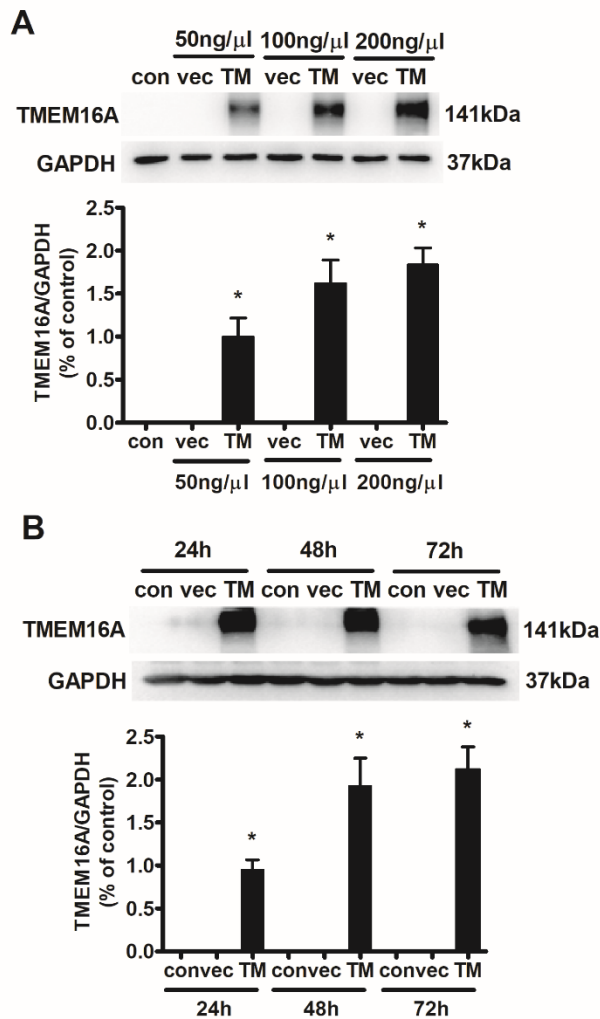 A
50ng/μl 100ng/μl 200ng/μl
con vec TM vec TM vec TM
TMEM16A 141kDa
GAPDH 37kDa
TMEM16A/GAPDH
(% of control)
2.5
2.0
1.5
1.0
0.5
0.0
* * *
con vec TM vec TM vec TM
50ng/μl 100ng/μl 200ng/μl
B
24h 48h 72h
con vec TM con vec TM con vec TM
TMEM16A 141kDa
GAPDH 37kDa
TMEM16A/GAPDH
(% of control)
2.5
2.0
1.5
1.0
0.5
0.0
* * *
convec TM convec TM convec TM
24h 48h 72h